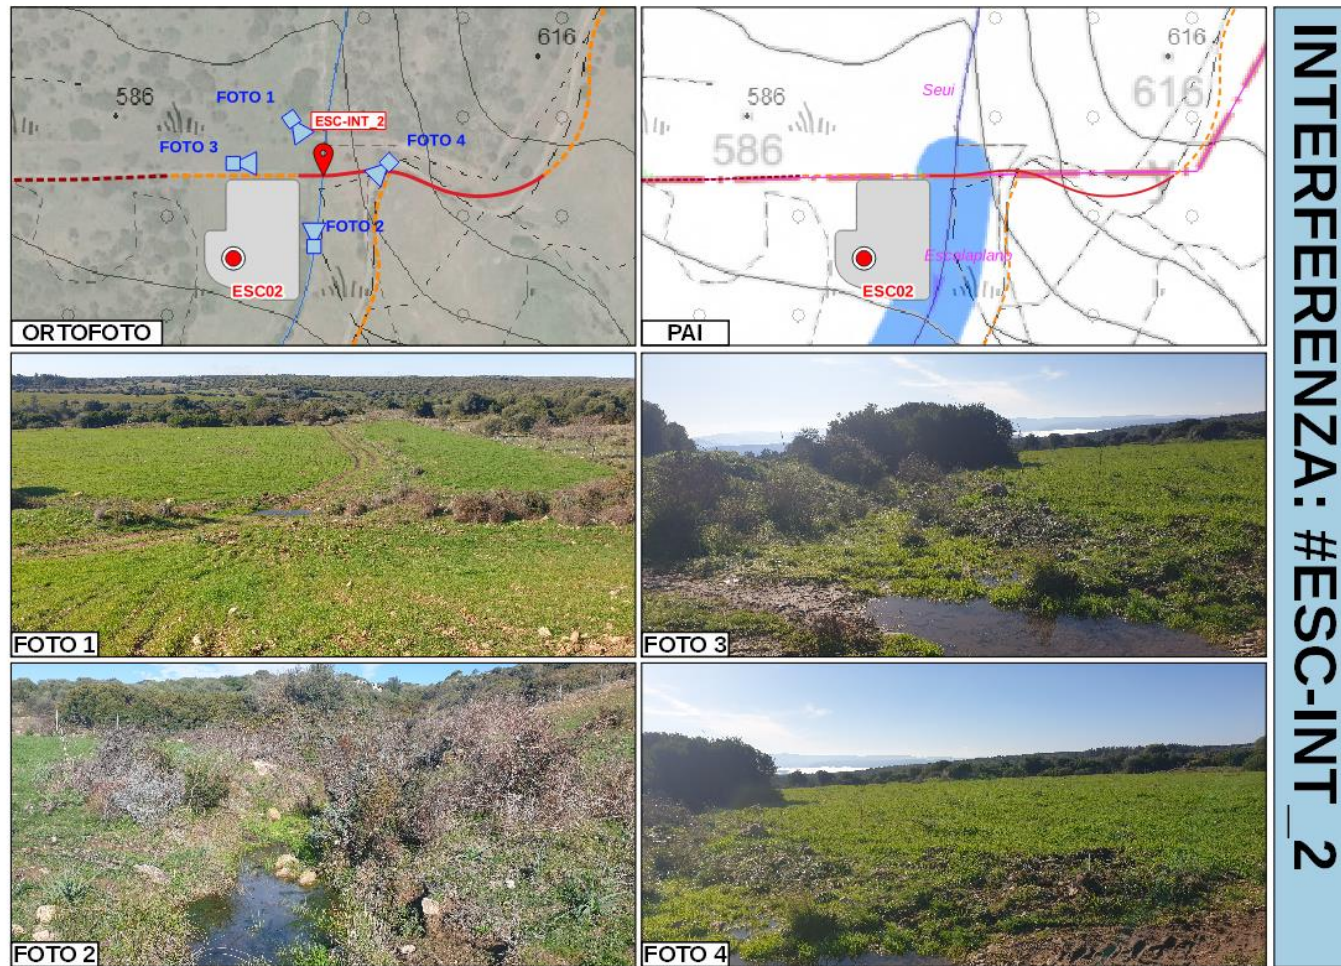 INTERFERENZA: #ESC-INT_2
616
586
FOTO 1
ESC-INT_2
FOTO 3
FOTO 4
FOTO 2
ESC02
ORTOFOTO
616
Seui
586
616
586
Escalaplano
ESC02
PAI
FOTO 1
FOTO 3
FOTO 2
FOTO 4